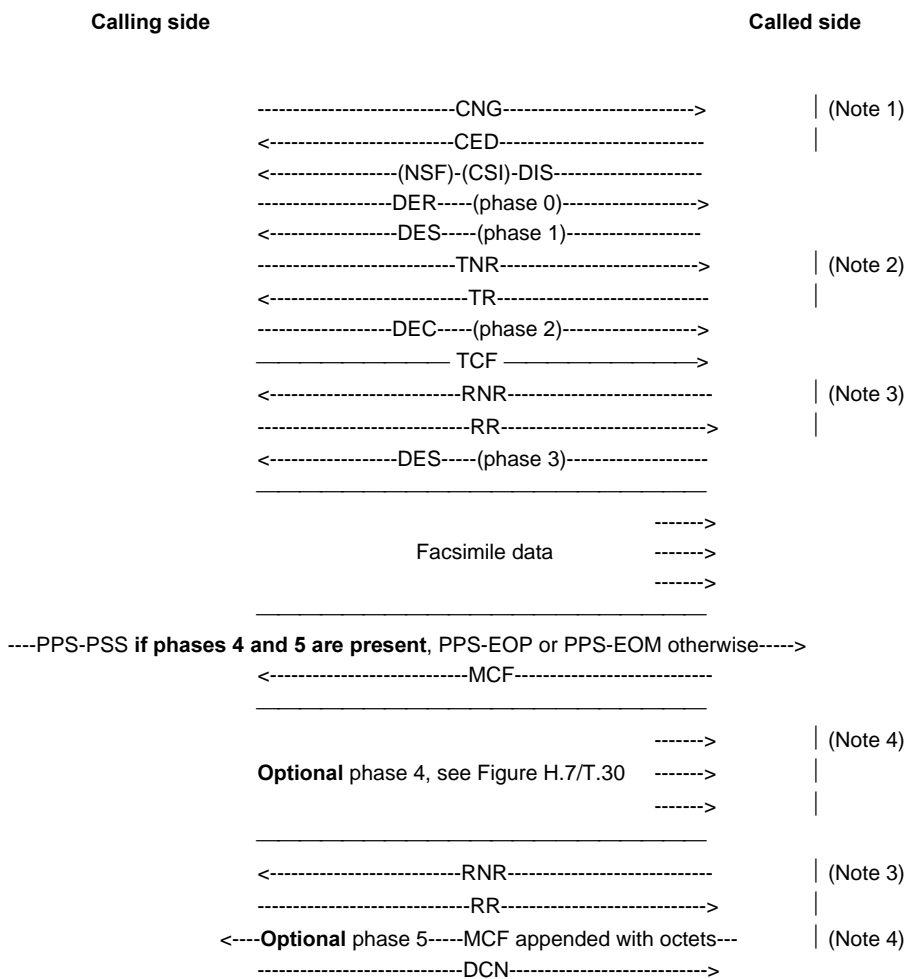 Calling side Called side
----------------------------CNG---------------------------> | (Note 1)
<--------------------------CED----------------------------- |
<------------------(NSF)-(CSI)-DIS---------------------
-------------------DER-----(phase 0)------------------->
<------------------DES-----(phase 1)-------------------
----------------------------TNR----------------------------> | (Note 2)
<----------------------------TR------------------------------ |
-------------------DEC-----(phase 2)------------------->
——————————— TCF ———————————>
<---------------------------RNR----------------------------- | (Note 3)
------------------------------RR-----------------------------> |
<------------------DES-----(phase 3)--------------------
------->
Facsimile data ------->
------->
----PPS-PSS if phases 4 and 5 are present, PPS-EOP or PPS-EOM otherwise----->
<----------------------------MCF----------------------------
-------> | (Note 4)
Optional phase 4, see Figure H.7/T.30 -------> |
-------> |
<---------------------------RNR----------------------------- | (Note 3)
------------------------------RR-----------------------------> |
<----Optional phase 5-----MCF appended with octets--- | (Note 4)
-----------------------------DCN---------------------------->